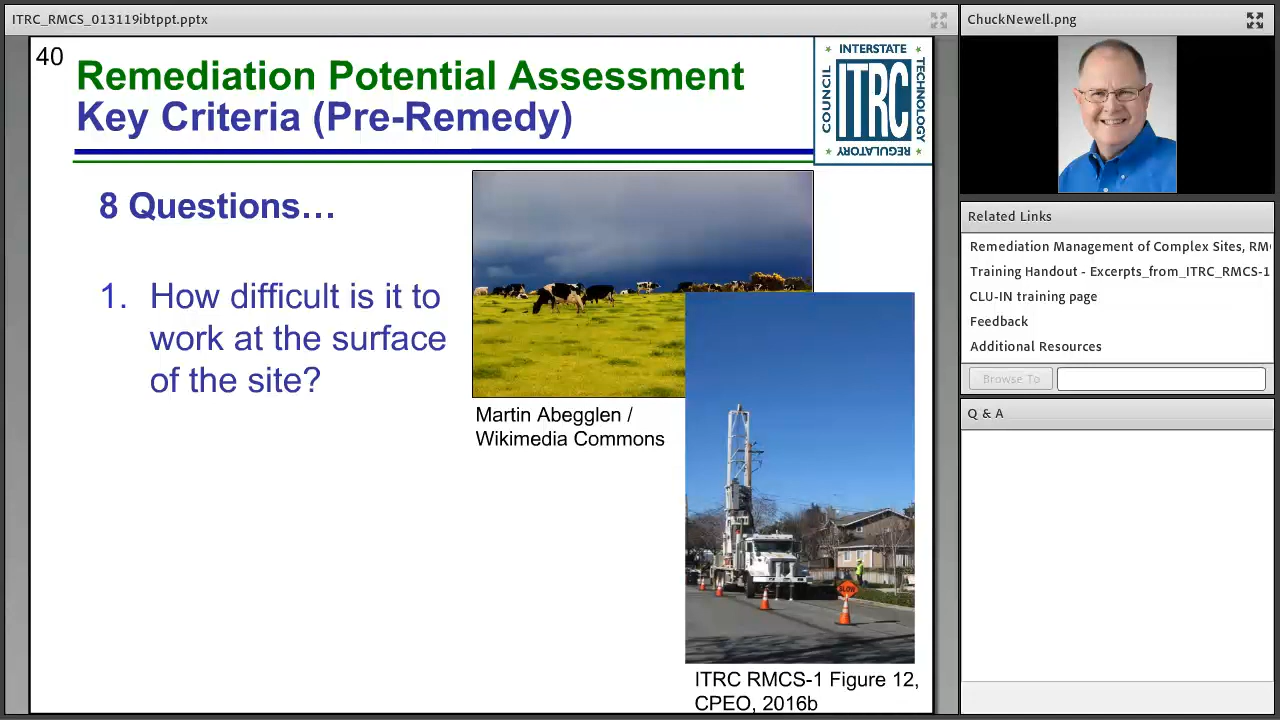 ITRC_RMCS_013119ibtppt.pptx
40
Remediation Potential Assessment
Key Criteria (Pre-Remedy)
INTERSTATE
TECHNOLOGY
REGULATORY
COUNCIL
ITRC
8 Questions…
1. How difficult is it to
work at the surface
of the site?
Martin Abegglen /
Wikimedia Commons
SLOW
ITRC RMCS-1 Figure 12,
CPEO, 2016b
ChuckNewell.png
Related Links
Remediation Management of Complex Sites, RM
Training Handout - Excerpts_from_ITRC_RMCS-1
CLU-IN training page
Feedback
Additional Resources
Browse To
Q & A